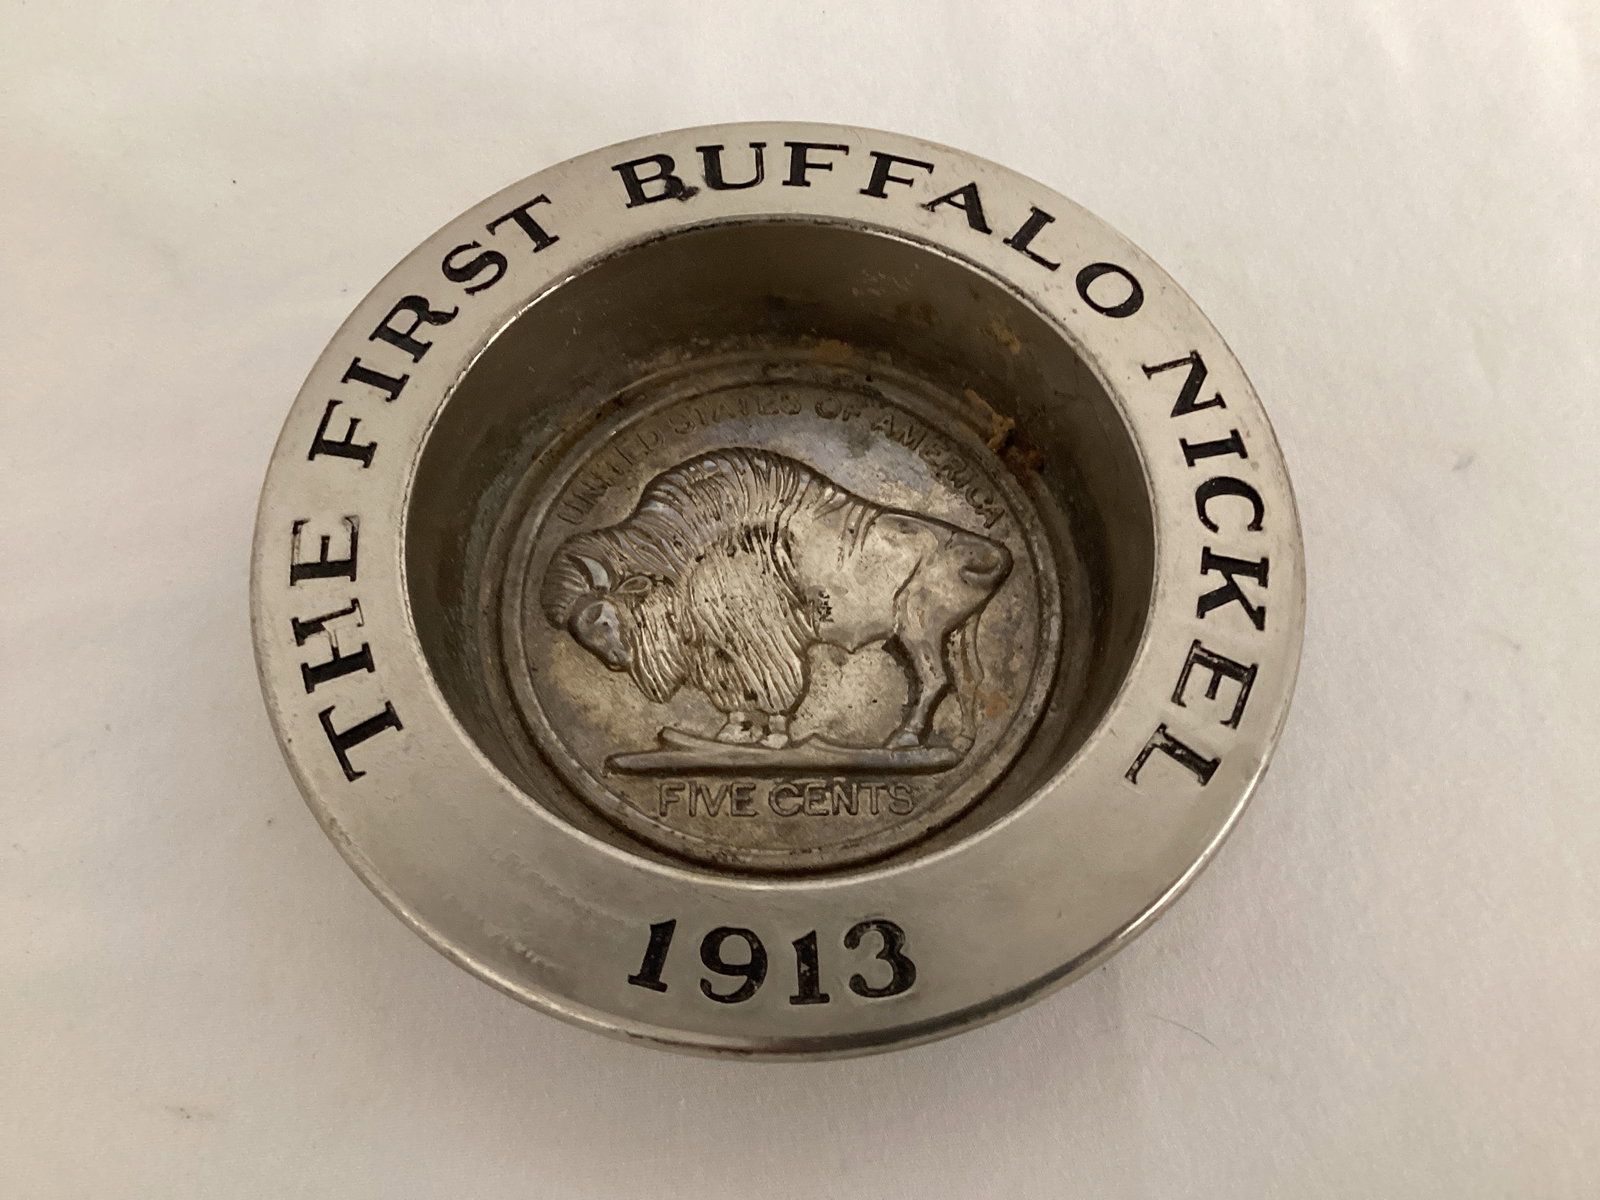 THE FIRST BUFFALO NICKEL
UNITED STATES OF AMERICA
FIVE CENTS
1913